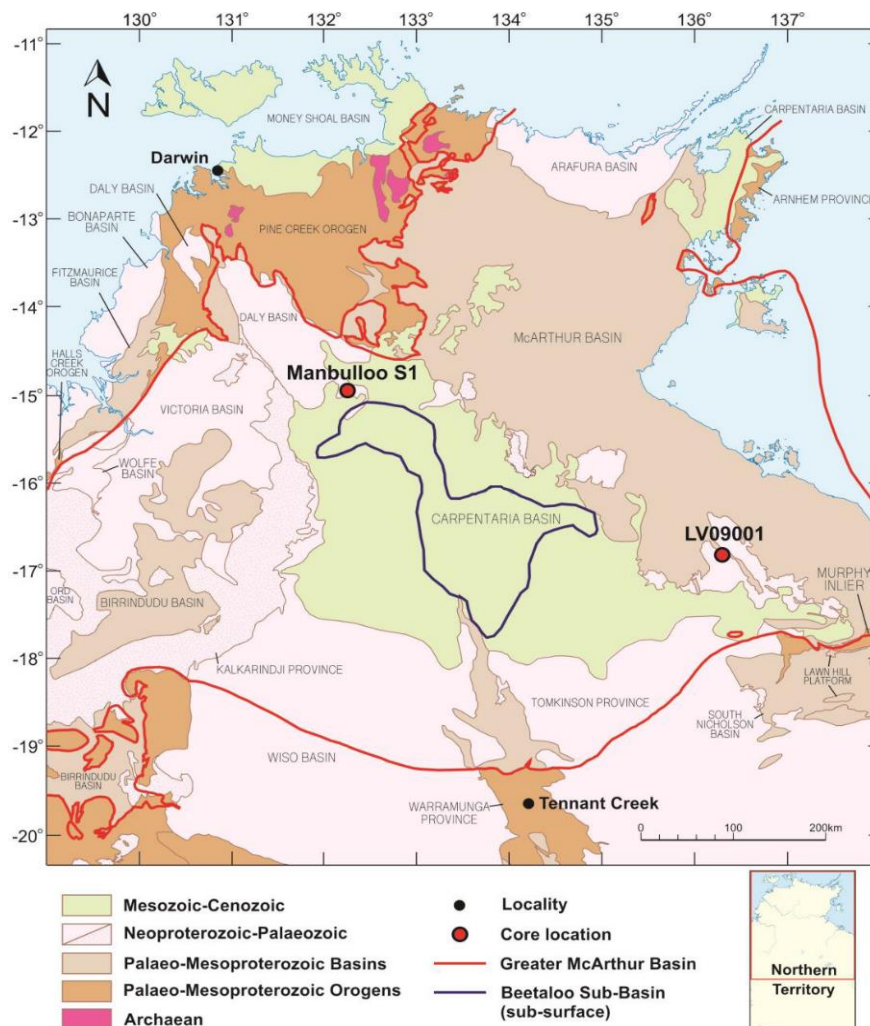 130°
131°
132°
133°
134°
135°
136°
137°
-11°
-12°
-13°
-14°
-15°
-16°
-17°
-18°
-19°
-20°
N
MONEY SHOAL BASIN
CARPENTARIA BASIN
Darwin
ARAFURA BASIN
DALY BASIN
ARNHEM PROVINCE
BONAPARTE
BASIN
PINE CREEK OROGEN
FITZMAURICE
BASIN
DALY BASIN
McARTHUR BASIN
HALLS
CREEK
OROGEN
Manbulloo S1
VICTORIA BASIN
WOLFE
BASIN
CARPENTARIA BASIN
LV09001
MURPHY
INLIER
ORD
BASIN
BIRRINDUDU BASIN
KALKARINDJI PROVINCE
LAWN HILL
PLATFORM
TOMKINSON PROVINCE
SOUTH
NICHOLSON
BASIN
WISO BASIN
BIRRINDUDU
BASIN
WARRAMUNGA
PROVINCE
Tennant Creek
0 100 200km
Mesozoic-Cenozoic
Neoproterozoic-Palaeozoic
Palaeo-Mesoproterozoic Basins
Palaeo-Mesoproterozoic Orogens
Archaean
Locality
Core location
Greater McArthur Basin
Beetaloo Sub-Basin
(sub-surface)
Northern
Territory